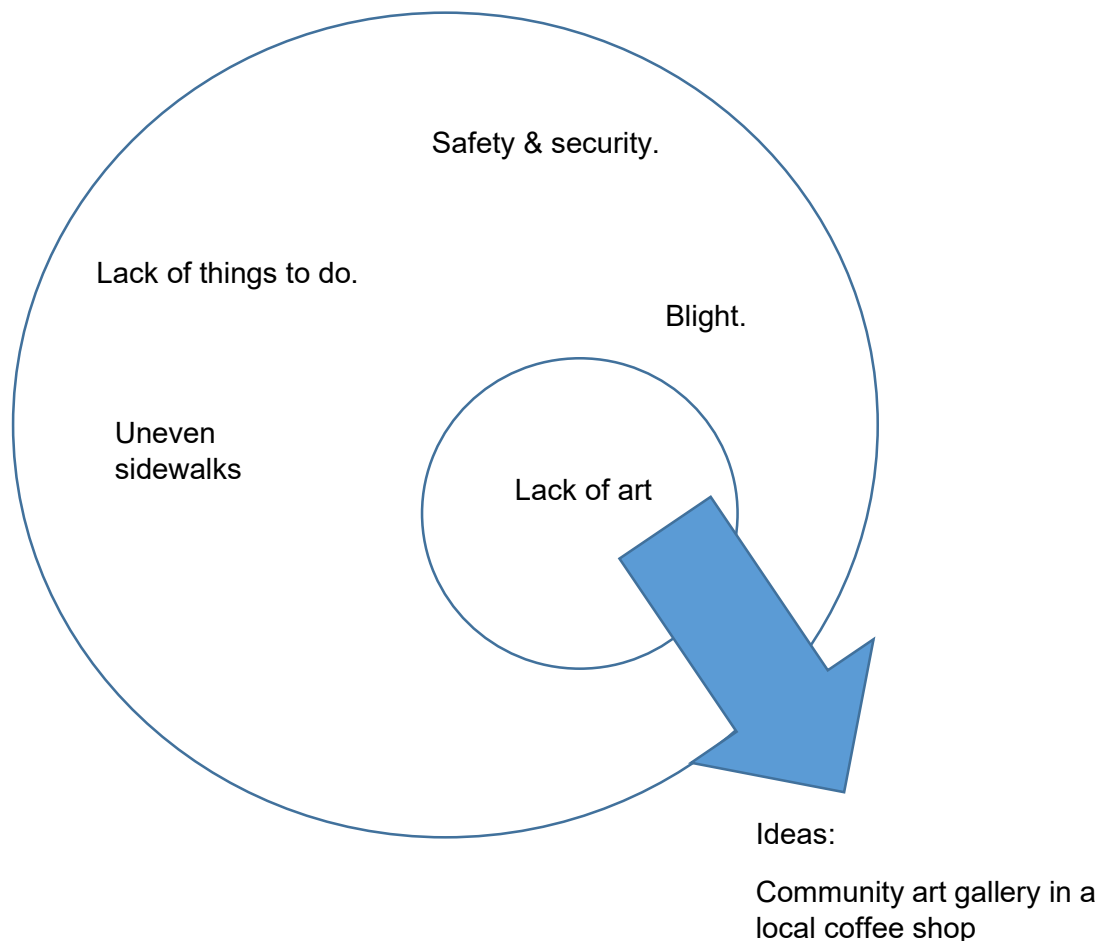 Safety & security.
Lack of things to do.
Blight.
Uneven
sidewalks
Lack of art
Ideas:
Community art gallery in a
local coffee shop